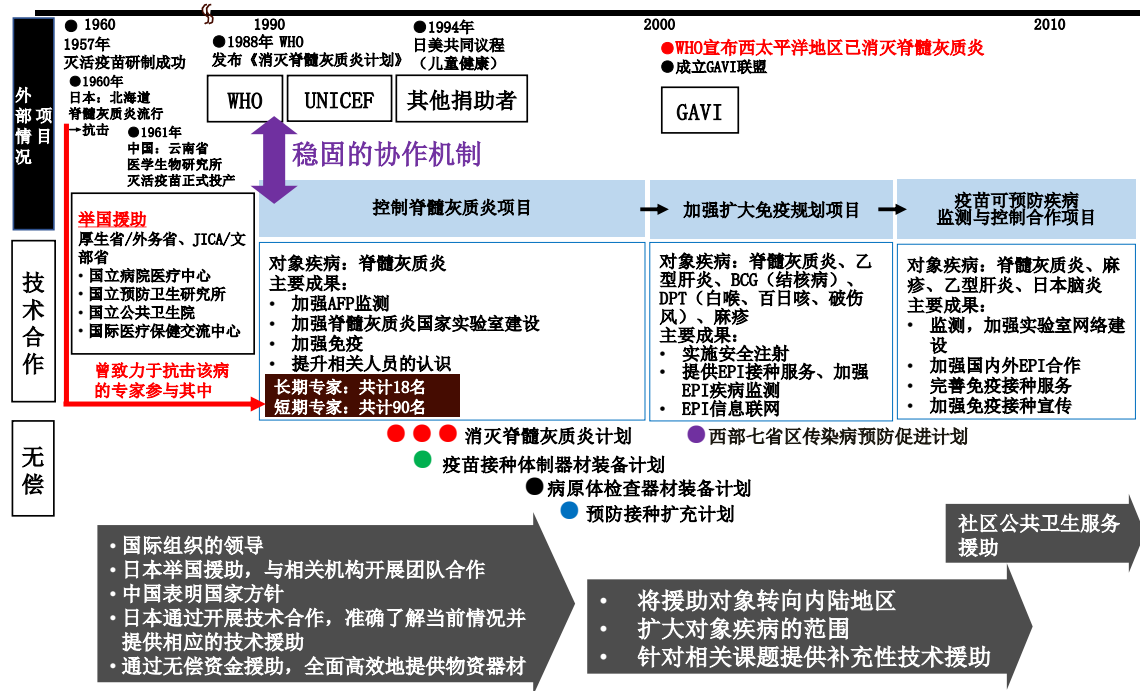 1960
1990
2000
2010
1957年
灭活疫苗研制成功
●1960年
日本：北海道
脊髓灰质炎流行
→抗击
●1961年
中国：云南省
医学生物研究所
灭活疫苗正式投产
●1988年 WHO
发布《消灭脊髓灰质炎计划》
●1994年
日美共同议程
（儿童健康）
●WHO宣布西太平洋地区已消灭脊髓灰质炎
●成立GAVI联盟
项目
外部情况
WHO
UNICEF
其他捐助者
GAVI
稳固的协作机制
控制脊髓灰质炎项目
加强扩大免疫规划项目
疫苗可预防疾病
监测与控制合作项目
技术合作
举国援助
厚生省/外务省、JICA/文
部省
・国立病院医疗中心
・国立预防卫生研究所
・国立公共卫生院
・国际医疗保健交流中心
曾致力于抗击该病
的专家参与其中
对象疾病：脊髓灰质炎
主要成果：
• 加强AFP监测
• 加强脊髓灰质炎国家实验室建设
• 加强免疫
• 提升相关人员的认识
长期专家：共计18名
短期专家：共计90名
对象疾病：脊髓灰质炎、乙
型肝炎、BCG（结核病）、
DPT（白喉、百日咳、破伤
风）、麻疹
主要成果：
• 实施安全注射
• 提供EPI接种服务、加强
EPI疾病监测
• EPI信息联网
对象疾病：脊髓灰质炎、麻
疹、乙型肝炎、日本脑炎
主要成果：
• 监测，加强实验室网络建
设
• 加强国内外EPI合作
• 完善免疫接种服务
• 加强免疫接种宣传
无偿
消灭脊髓灰质炎计划
西部七省区传染病预防促进计划
疫苗接种体制器材装备计划
病原体检查器材装备计划
预防接种扩充计划
社区公共卫生服务
援助
・国际组织的领导
・日本举国援助，与相关机构开展团队合作
・中国表明国家方针
・日本通过开展技术合作，准确了解当前情况并
提供相应的技术援助
・通过无偿资金援助，全面高效地提供物资器材
• 将援助对象转向内陆地区
• 扩大对象疾病的范围
• 针对相关课题提供补充性技术援助